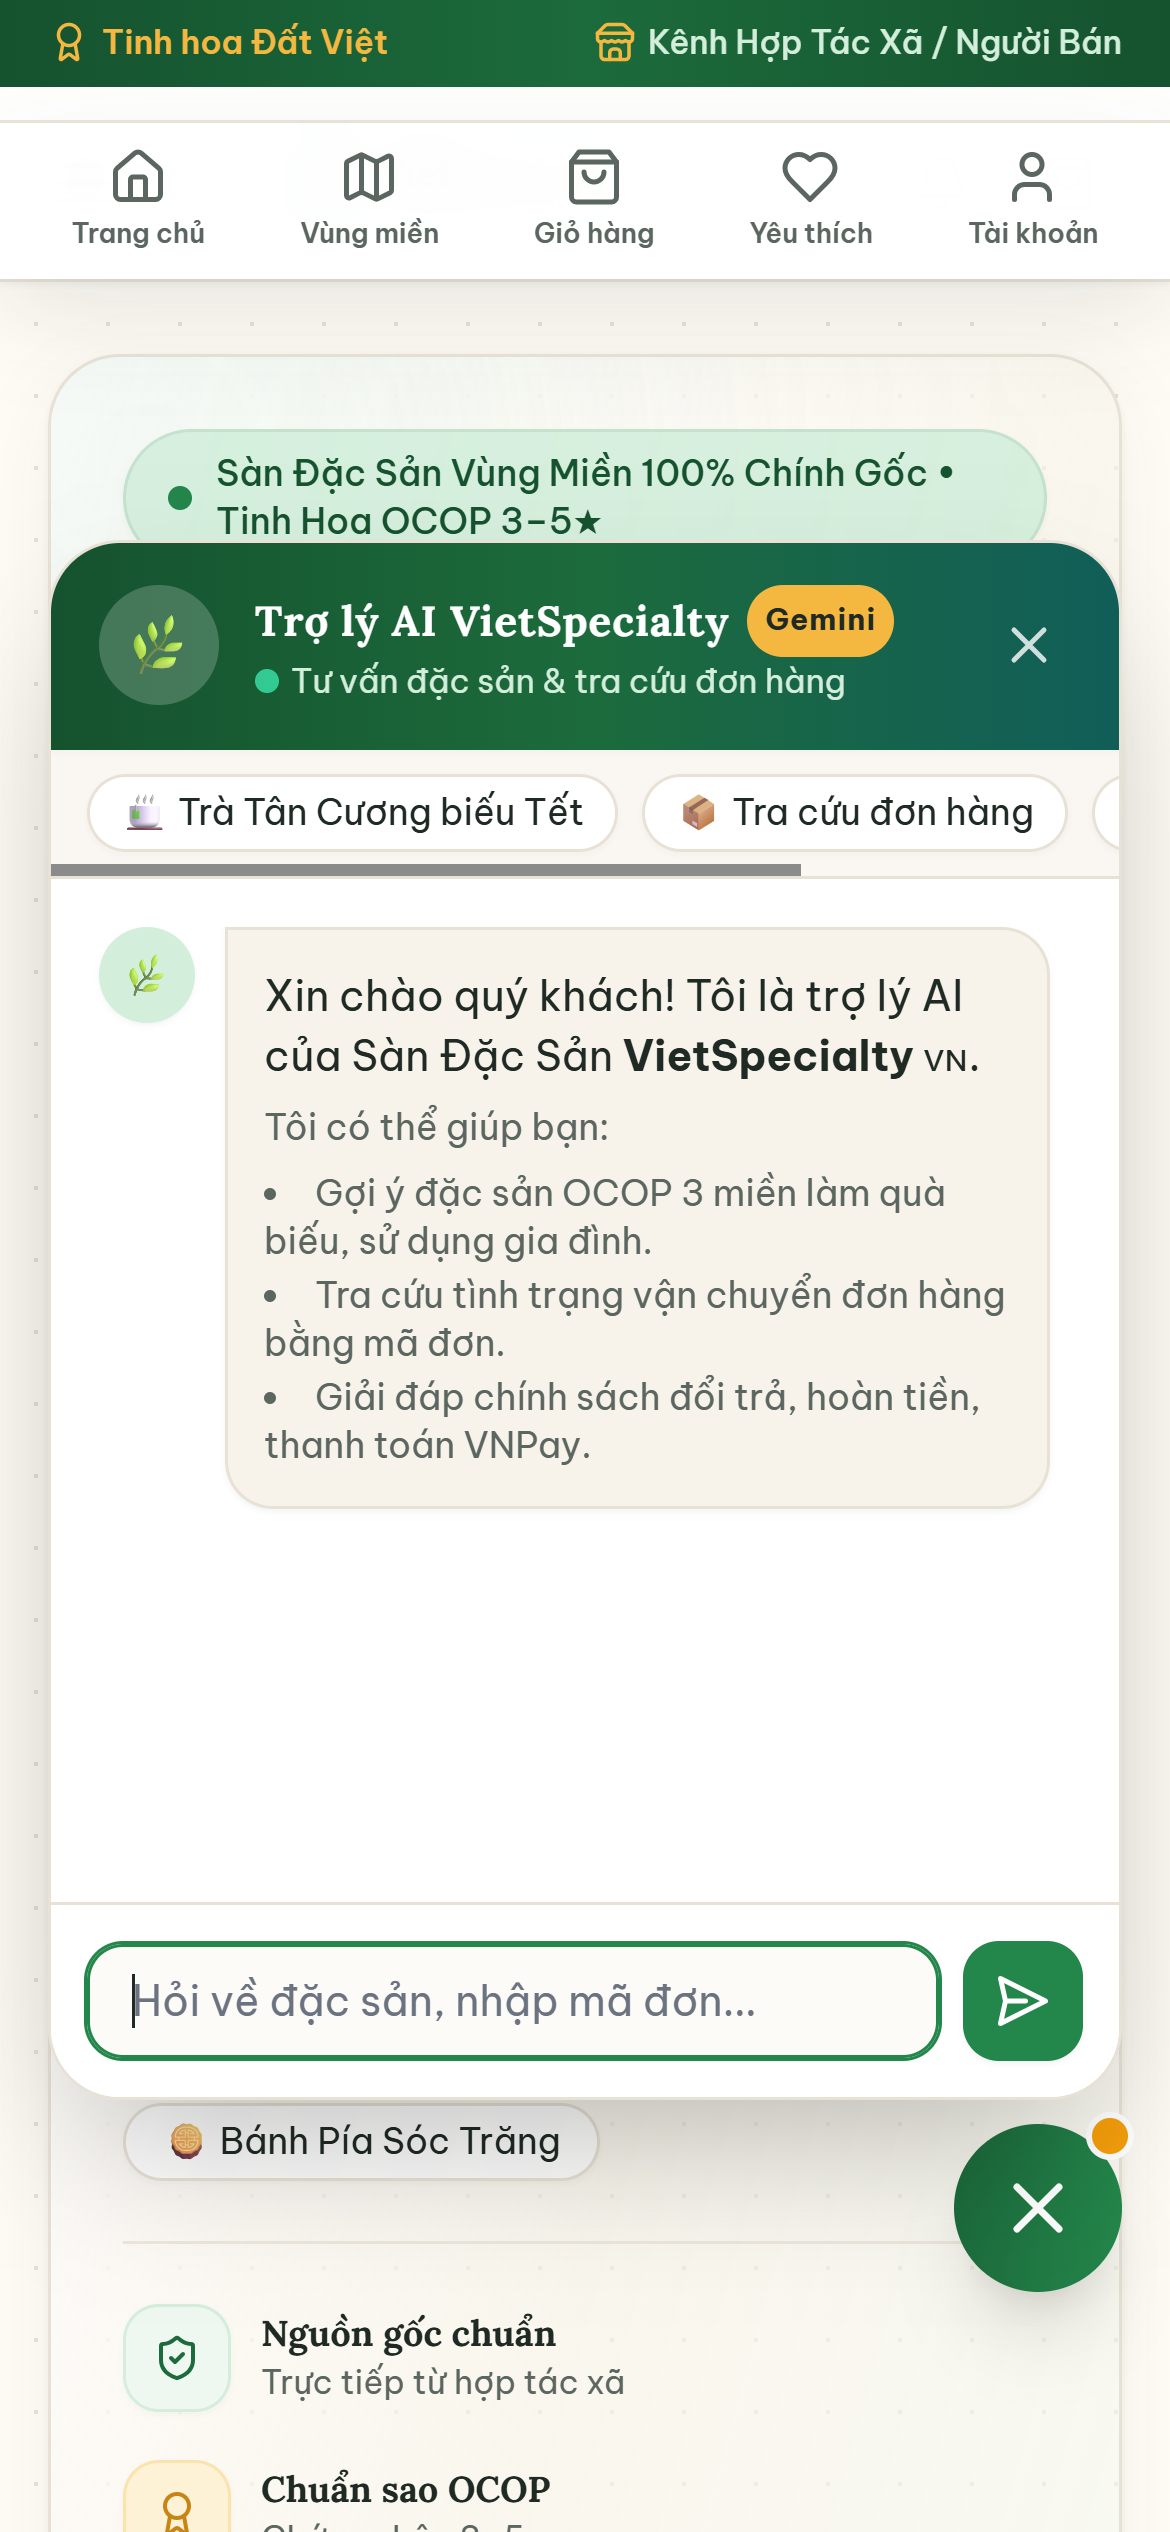 Tinh hoa Đất Việt
Kênh Hợp Tác Xã / Người Bán
Trang chủ
Vùng miền
Giỏ hàng
Yêu thích
Tài khoản
Sàn Đặc Sản Vùng Miền 100% Chính Gốc •
Tinh Hoa OCOP 3–5★
Trợ lý AI VietSpecialty
Gemini
Tư vấn đặc sản & tra cứu đơn hàng
Trà Tân Cương biếu Tết
Tra cứu đơn hàng
Xin chào quý khách! Tôi là trợ lý AI
của Sàn Đặc Sản VietSpecialty VN.
Tôi có thể giúp bạn:
• Gợi ý đặc sản OCOP 3 miền làm quà
biếu, sử dụng gia đình.
• Tra cứu tình trạng vận chuyển đơn hàng
bằng mã đơn.
• Giải đáp chính sách đổi trả, hoàn tiền,
thanh toán VNPay.
Hỏi về đặc sản, nhập mã đơn...
Bánh Pía Sóc Trăng
Nguồn gốc chuẩn
Trực tiếp từ hợp tác xã
Chuẩn sao OCOP